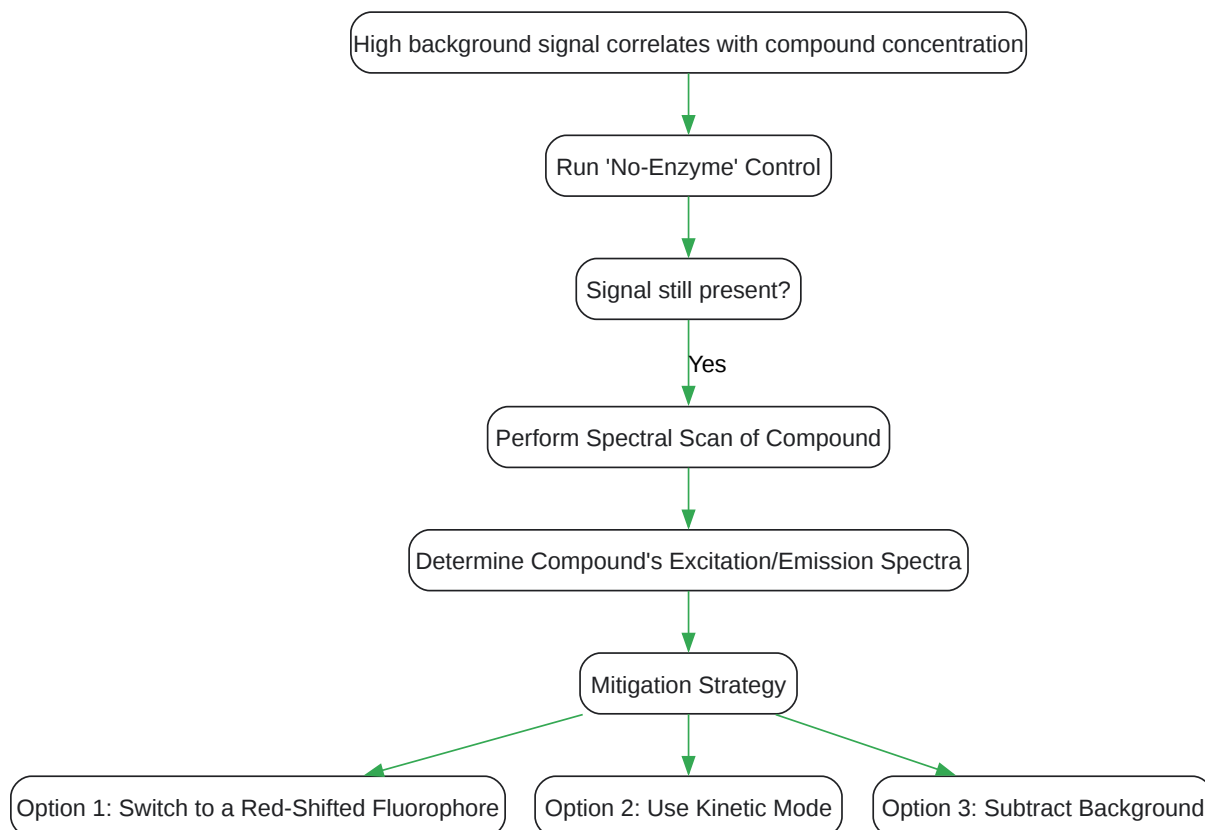 High background signal correlates with compound concentration
Run 'No-Enzyme' Control
Signal still present?
Yes
Perform Spectral Scan of Compound
Determine Compound's Excitation/Emission Spectra
Mitigation Strategy
Option 1: Switch to a Red-Shifted Fluorophore
Option 2: Use Kinetic Mode
Option 3: Subtract Background